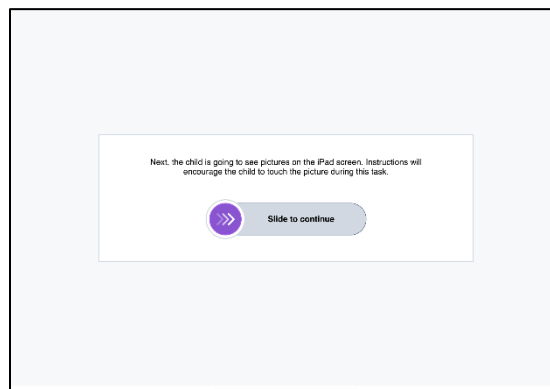 Next, the child is going to see pictures on the iPad screen. Instructions will
encourage the child to touch the picture during this task.
Slide to continue